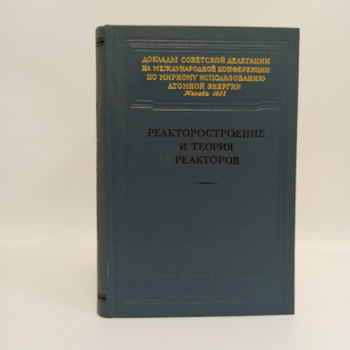 ДОКЛАДЫ СОВЕТСКОЙ ДЕЛЕГАЦИИ
НА МЕЖДУНАРОДНОЙ КОНФЕРЕНЦИИ
ПО МИРНОМУ ИСПОЛЬЗОВАНИЮ
АТОМНОЙ ЭНЕРГИИ
Женева 1955
РЕАКТОРОСТРОЕНИЕ
И ТЕОРИЯ
РЕАКТОРОВ